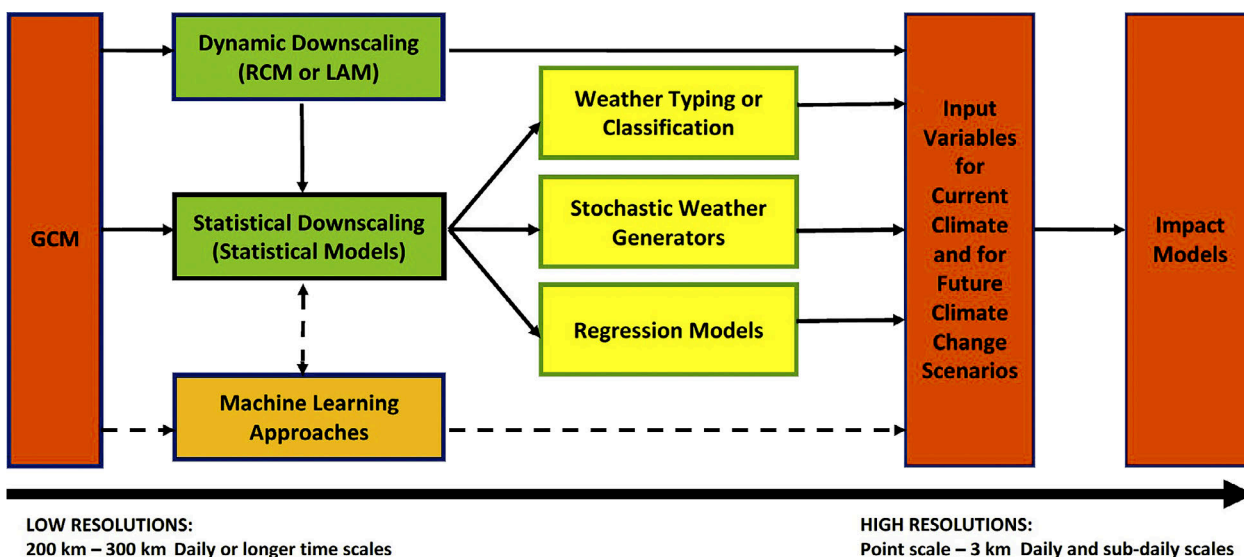 GCM
Dynamic Downscaling
(RCM or LAM)
Statistical Downscaling
(Statistical Models)
Machine Learning
Approaches
Weather Typing or
Classification
Stochastic Weather
Generators
Regression Models
Input
Variables
for
Current
Climate
and for
Future
Climate
Change
Scenarios
Impact
Models
LOW RESOLUTIONS:
200 km – 300 km Daily or longer time scales
HIGH RESOLUTIONS:
Point scale – 3 km Daily and sub-daily scales